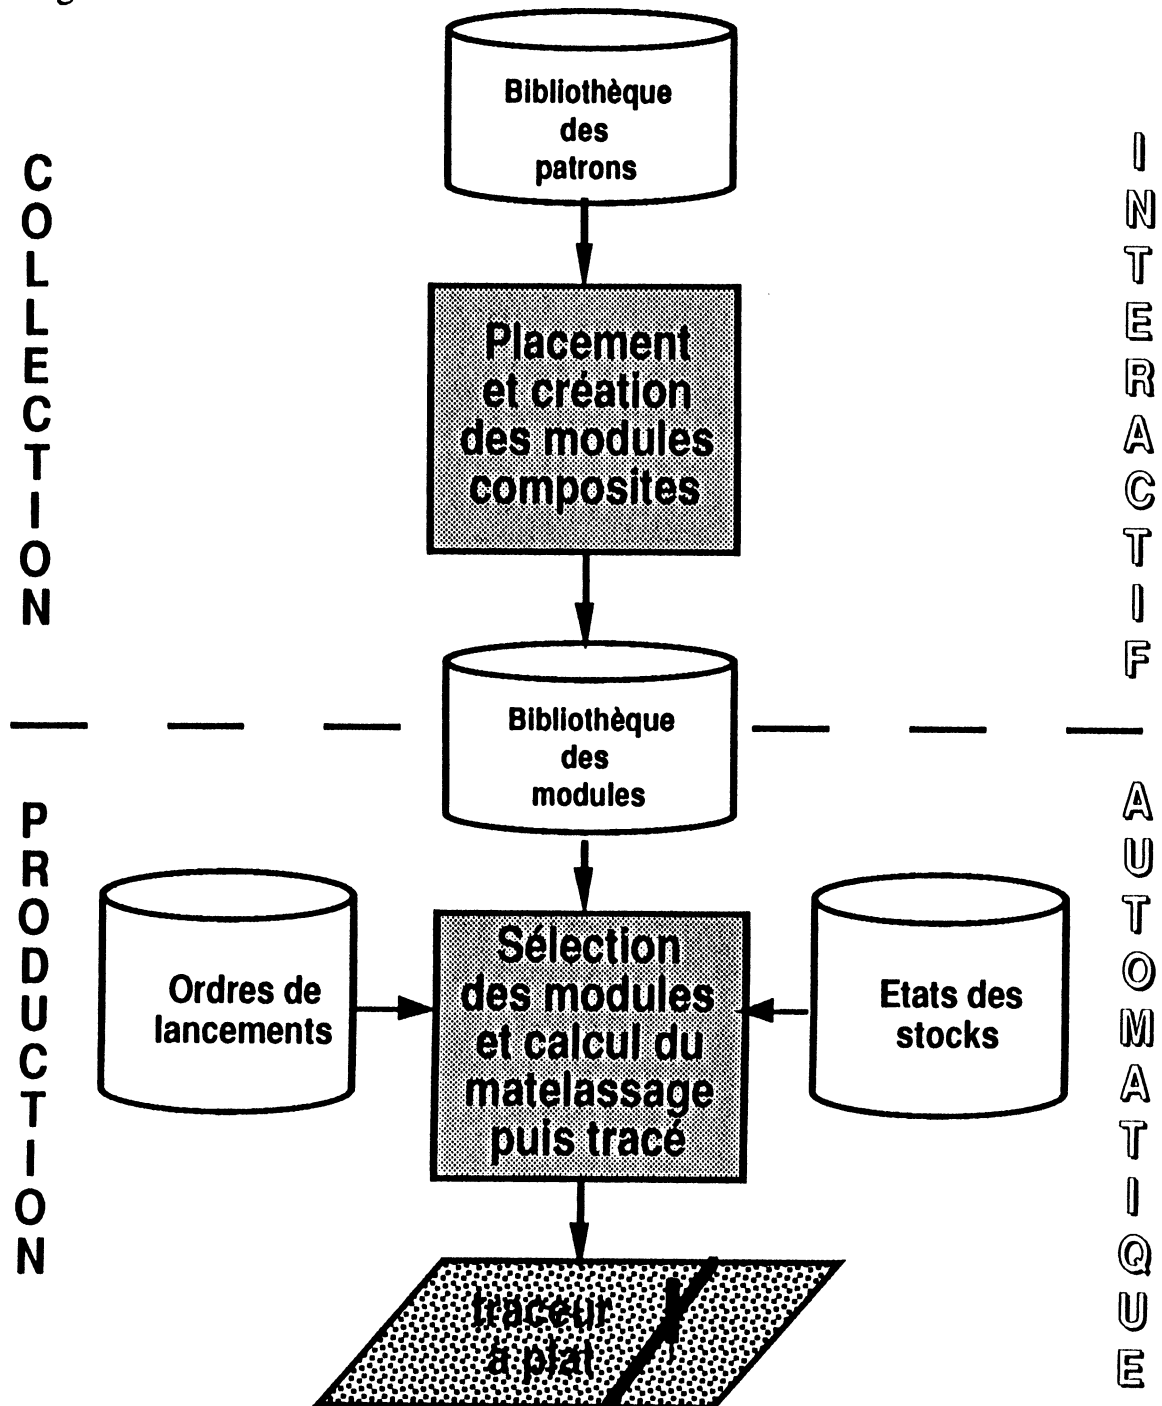 Bibliothèque
des
patrons
COLLECTION
INTERACTIF
Placement
et création
des modules
composites
Bibliothèque
des
modules
PRODUCTION
AUTOMATIQUE
Ordres de
lancements
Sélection
des modules
et calcul du
matelassage
puis tracé
Etats des
stocks
traceur
à plat